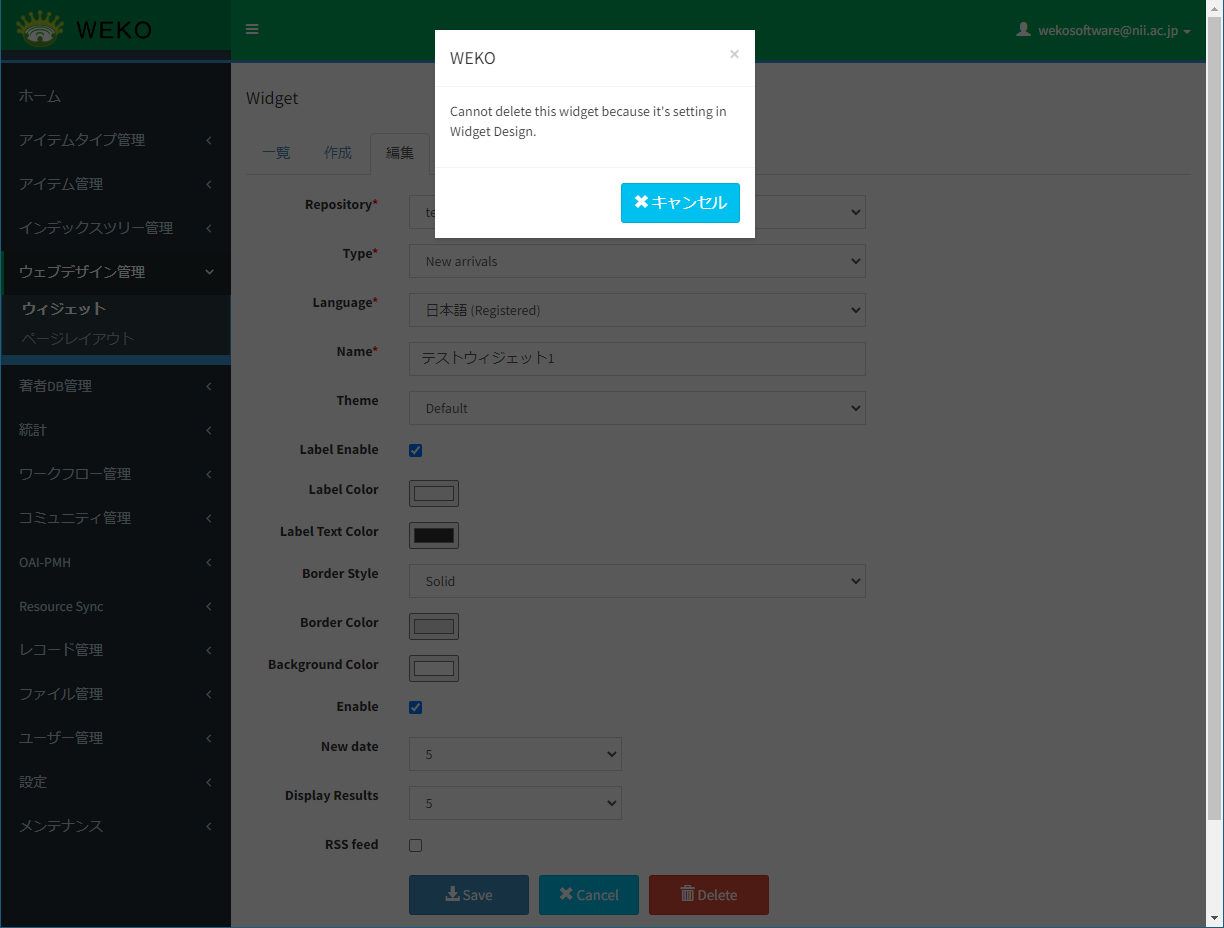 WEKO
wekosoftware@nii.ac.jp
ホーム
アイテムタイプ管理
アイテム管理
インデックスツリー管理
ウェブデザイン管理
ウィジェット
ページレイアウト
著者DB管理
統計
ワークフロー管理
コミュニティ管理
OAI-PMH
Resource Sync
レコード管理
ファイル管理
ユーザー管理
設定
メンテナンス
WEKO
×
Cannot delete this widget because it's setting in
Widget Design.
キャンセル
Widget
一覧 作成 編集
Repository*
Type* New arrivals
Language* 日本語 (Registered)
Name* テストウィジェット1
Theme Default
Label Enable
Label Color
Label Text Color
Border Style Solid
Border Color
Background Color
Enable
New date 5
Display Results 5
RSS feed
Save Cancel Delete